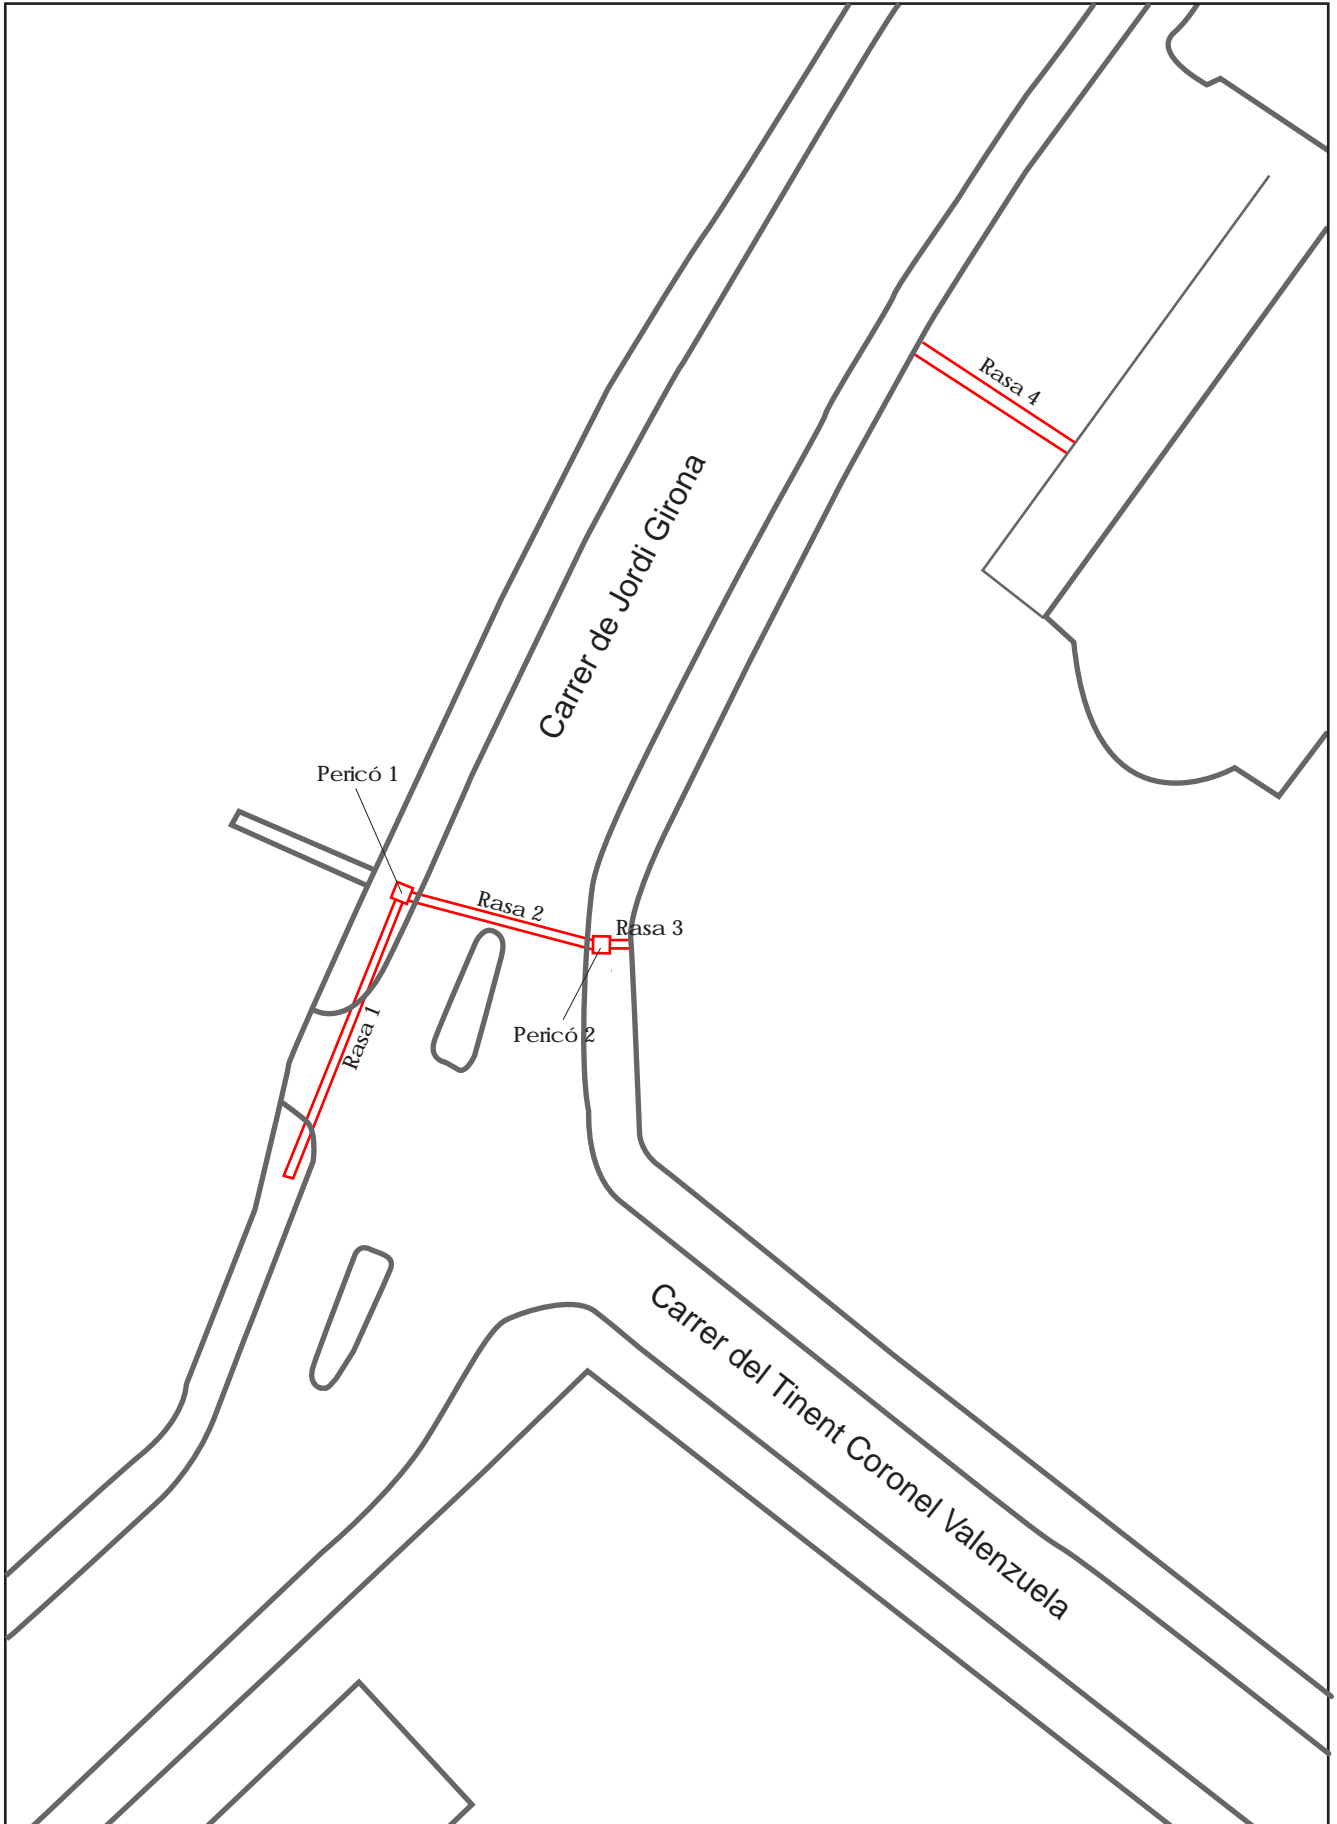 Rasa 4
Carrer de Jordi Girona
Pericó 1
Rasa 2
Rasa 3
Rasa 1
Pericó 2
Carrer del Tinent Coronel Valenzuela